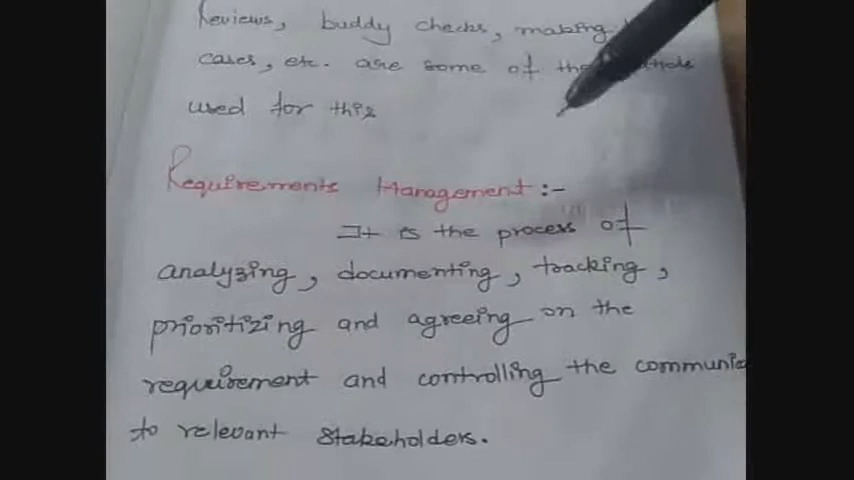 Reviews, buddy checks, making
cases, etc. are some of the
used for this
Requirements Management :-
It is the process of
analyzing, documenting, tracking,
prioritizing and agreeing on the
requirement and controlling the communic
to relevant stakeholders.